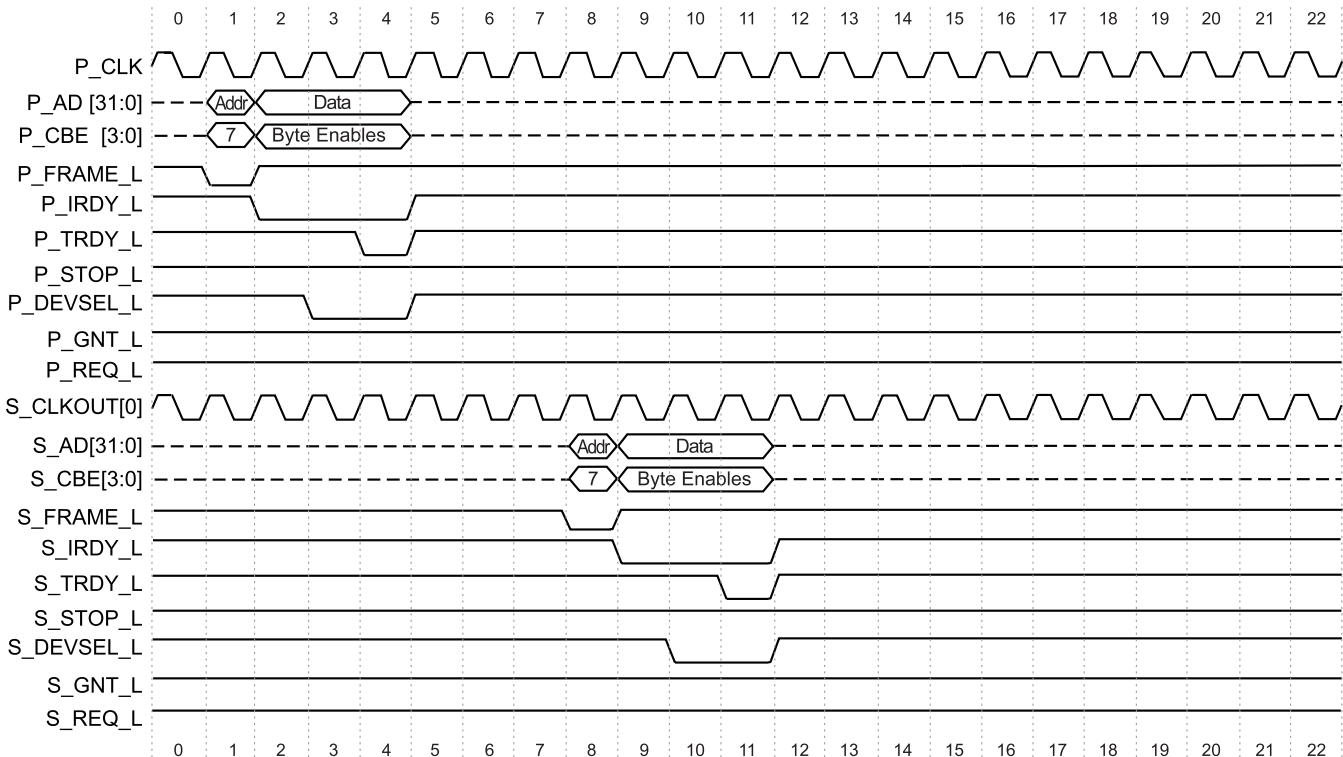 0 1 2 3 4 5 6 7 8 9 10 11 12 13 14 15 16 17 18 19 20 21 22
P_CLK
P_AD [31:0] Addr Data
P_CBE [3:0] 7 Byte Enables
P_FRAME_L
P_IRDY_L
P_TRDY_L
P_STOP_L
P_DEVSEL_L
P_GNT_L
P_REQ_L
S_CLKOUT[0]
S_AD[31:0] Addr Data
S_CBE[3:0] 7 Byte Enables
S_FRAME_L
S_IRDY_L
S_TRDY_L
S_STOP_L
S_DEVSEL_L
S_GNT_L
S_REQ_L
0 1 2 3 4 5 6 7 8 9 10 11 12 13 14 15 16 17 18 19 20 21 22